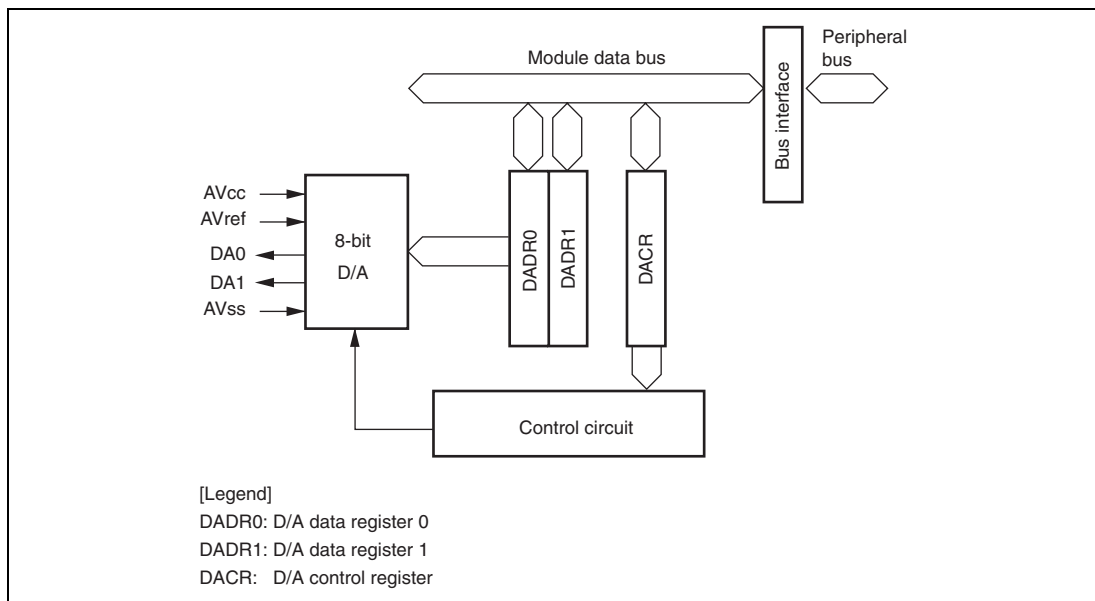 Peripheral
bus
Module data bus
Bus interface
AVcc
AVref
DA0
DA1
AVss
8-bit
D/A
DADR0
DADR1
DACR
Control circuit
[Legend]
DADR0: D/A data register 0
DADR1: D/A data register 1
DACR: D/A control register